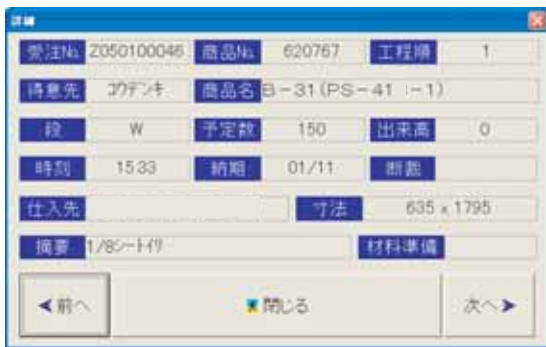 詳細
受注No. Z050100046 商品No. 620767 工程順 1
得意先 コウデンキ 商品名 B-31(PS-41 :-1)
段 W 予定数 150 出来高 0
時刻 15:33 納期 01/11 断裁
仕入先 寸法 635 x 1795
摘要 1/8シートイリ 材料準備
<前へ 閉じる 次へ>